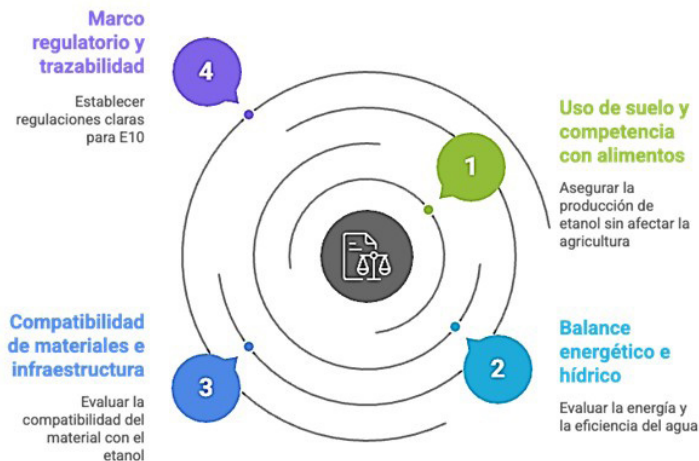 1
Uso de suelo y
competencia
con alimentos
Asegurar la
producción de
etanol sin afectar la
agricultura
2
Balance
energético e
hídrico
Evaluar la energía y
la eficiencia del agua
3
Compatibilidad
de materiales e
infraestructura
Evaluar la
compatibilidad del
material con el
etanol
4
Marco
regulatorio y
trazabilidad
Establecer
regulaciones claras
para E10